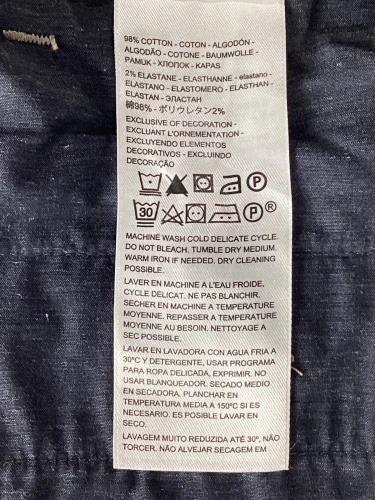 98% COTTON - COTON - ALGODÓN -
ALGODÃO - COTONE - BAUMWOLLE -
PAMUK - ХЛОПОК - KAPAS
2% ELASTANE - ELASTHANNE - elastano -
ELASTANO - ELASTOMERO - ELASTHAN -
ELASTAN - ЭЛАСТАН
綿98% - ポリウレタン2%
EXCLUSIVE OF DECORATION -
EXCLUANT L'ORNEMENTATION -
EXCLUYENDO ELEMENTOS
DECORATIVOS - EXCLUINDO
DECORAÇÃO
P
30 P®
MACHINE WASH COLD DELICATE CYCLE.
DO NOT BLEACH. TUMBLE DRY MEDIUM.
WARM IRON IF NEEDED. DRY CLEANING
POSSIBLE.
LAVER EN MACHINE A L'EAU FROIDE,
CYCLE DELICAT. NE PAS BLANCHIR.
SECHER EN MACHINE A TEMPERATURE
MOYENNE. REPASSER A TEMPERATURE
MOYENNE AU BESOIN. NETTOYAGE A
SEC POSSIBLE.
LAVAR EN LAVADORA CON AGUA FRIA A
30ºC Y DETERGENTE, USAR PROGRAMA
PARA ROPA DELICADA, EXPRIMIR. NO
USAR BLANQUEADOR. SECADO MEDIO
EN SECADORA. PLANCHAR EN
TEMPERATURA MEDIA A 150ºC SI ES
NECESARIO. ES POSIBLE LAVAR EN
SECO.
LAVAGEM MUITO REDUZIDA ATÉ 30º, NÃO
TORCER. NÃO ALVEJAR SECAGEM EM